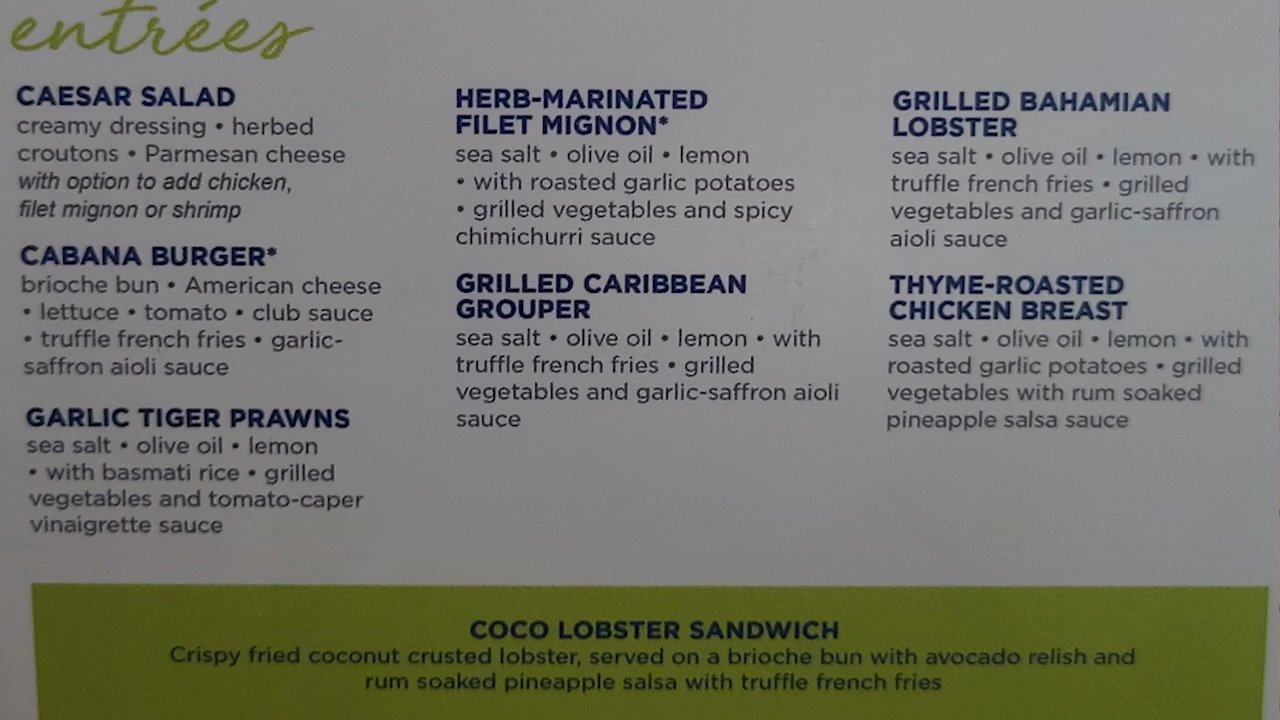 entrées
CAESAR SALAD
creamy dressing • herbed
croutons • Parmesan cheese
with option to add chicken,
filet mignon or shrimp
CABANA BURGER*
brioche bun • American cheese
• lettuce • tomato • club sauce
• truffle french fries • garlic-
saffron aioli sauce
GARLIC TIGER PRAWNS
sea salt • olive oil • lemon
• with basmati rice • grilled
vegetables and tomato-caper
vinaigrette sauce
HERB-MARINATED
FILET MIGNON*
sea salt • olive oil • lemon
• with roasted garlic potatoes
• grilled vegetables and spicy
chimichurri sauce
GRILLED CARIBBEAN
GROUPER
sea salt • olive oil • lemon • with
truffle french fries • grilled
vegetables and garlic-saffron aioli
sauce
GRILLED BAHAMIAN
LOBSTER
sea salt • olive oil • lemon • with
truffle french fries • grilled
vegetables and garlic-saffron
aioli sauce
THYME-ROASTED
CHICKEN BREAST
sea salt • olive oil • lemon • with
roasted garlic potatoes • grilled
vegetables with rum soaked
pineapple salsa sauce
COCO LOBSTER SANDWICH
Crispy fried coconut crusted lobster, served on a brioche bun with avocado relish and
rum soaked pineapple salsa with truffle french fries